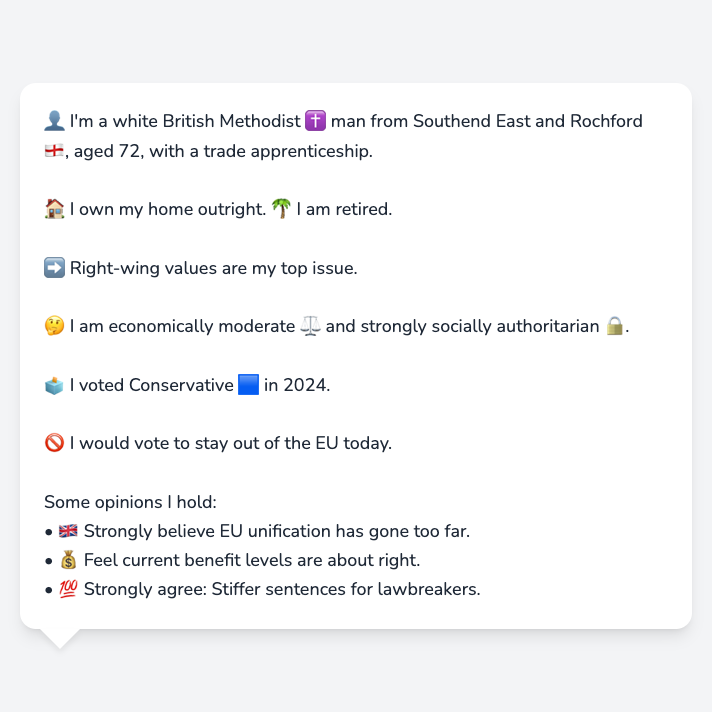 👤 I'm a white British Methodist ✝️ man from Southend East and Rochford
🏴󠁧󠁢󠁥󠁮󠁧󠁿, aged 72, with a trade apprenticeship.
🏠 I own my home outright. 🌴 I am retired.
➡️ Right-wing values are my top issue.
🤔 I am economically moderate ⚖️ and strongly socially authoritarian 🔒.
🗳️ I voted Conservative 🟦 in 2024.
🚫 I would vote to stay out of the EU today.
Some opinions I hold:
• 🇬🇧 Strongly believe EU unification has gone too far.
• 💰 Feel current benefit levels are about right.
• 💯 Strongly agree: Stiffer sentences for lawbreakers.